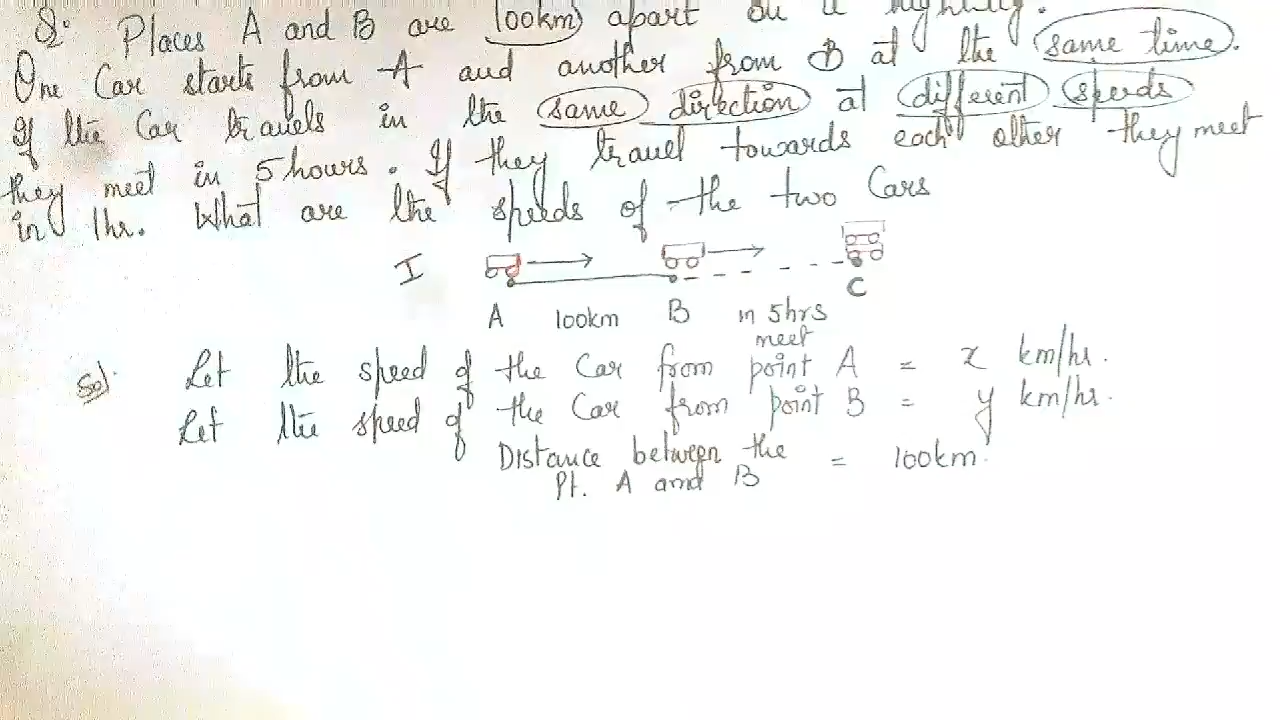 Q: Places A and B are 100km apart on a highway.
One Car starts from A and another from B at the same time.
If the Car travels in the same direction at different speeds
they meet in 5 hours. If they travel towards each other they meet
in 1hr. What are the speeds of the two Cars
I
A 100km B in 5hrs C
meet
Sol. Let the speed of the Car from point A = x km/hr.
Let the speed of the Car from point B = y km/hr.
Distance between the = 100km.
Pt. A and B